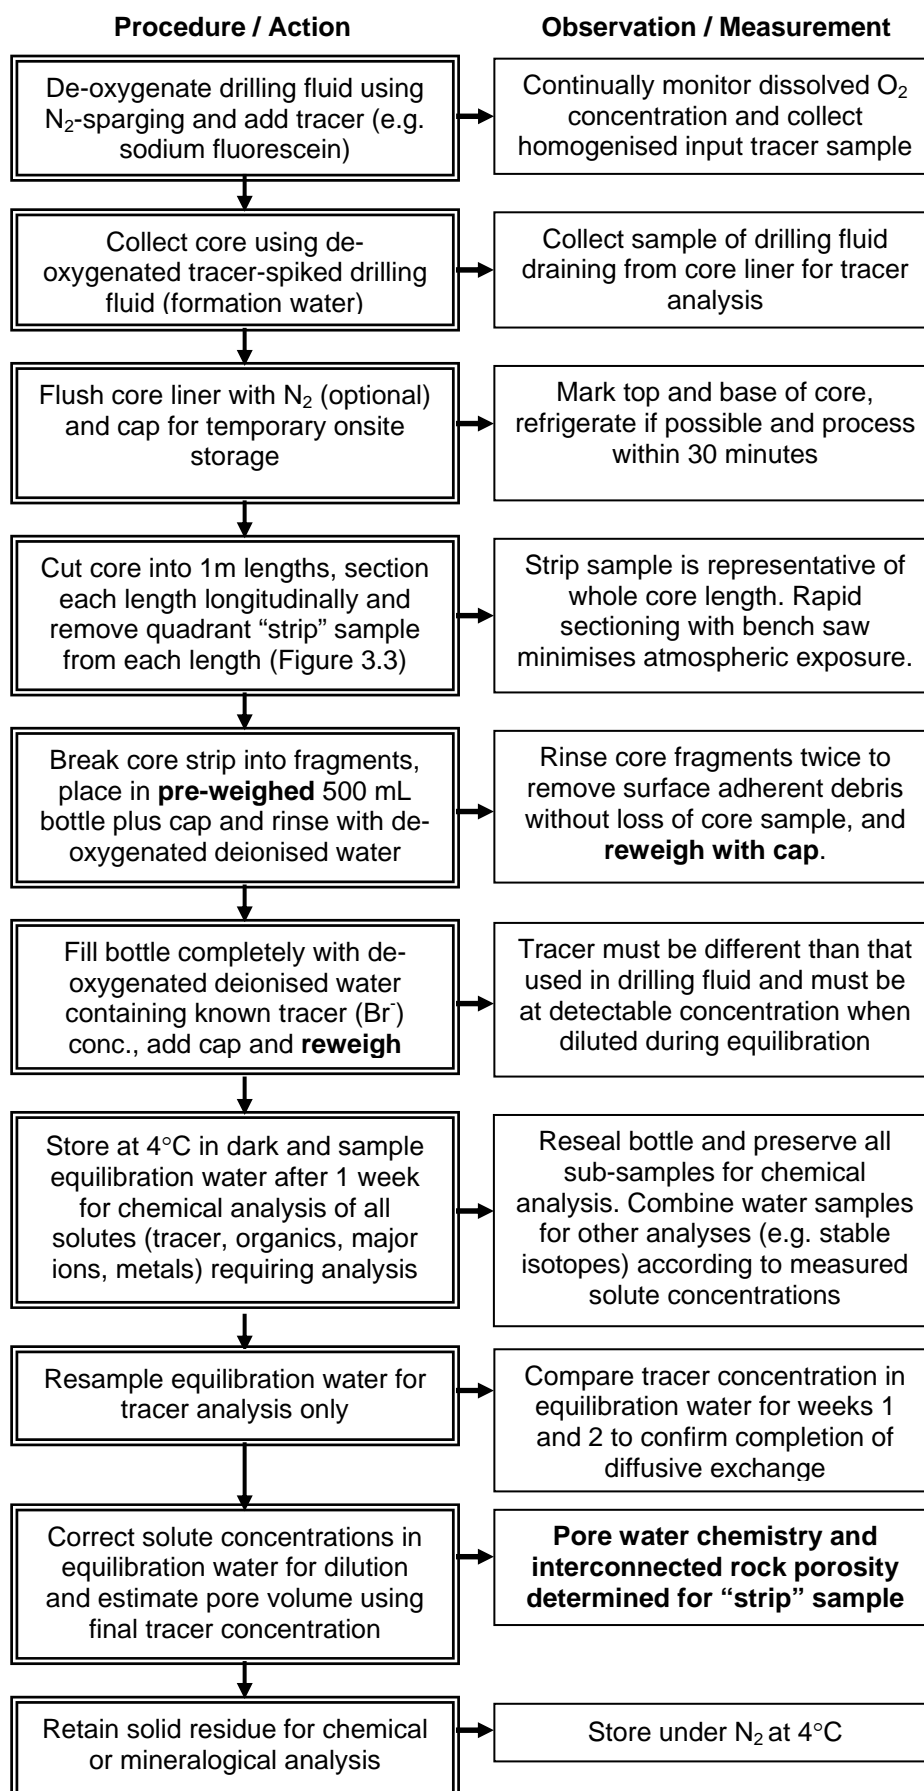 Procedure / Action
Observation / Measurement
De-oxygenate drilling fluid using
N₂-sparging and add tracer (e.g.
sodium fluorescein)
Continually monitor dissolved O₂
concentration and collect
homogenised input tracer sample
Collect core using de-
oxygenated tracer-spiked drilling
fluid (formation water)
Collect sample of drilling fluid
draining from core liner for tracer
analysis
Flush core liner with N₂ (optional)
and cap for temporary onsite
storage
Mark top and base of core,
refrigerate if possible and process
within 30 minutes
Cut core into 1m lengths, section
each length longitudinally and
remove quadrant “strip” sample
from each length (Figure 3.3)
Strip sample is representative of
whole core length. Rapid
sectioning with bench saw
minimises atmospheric exposure.
Break core strip into fragments,
place in pre-weighed 500 mL
bottle plus cap and rinse with de-
oxygenated deionised water
Rinse core fragments twice to
remove surface adherent debris
without loss of core sample, and
reweigh with cap.
Fill bottle completely with de-
oxygenated deionised water
containing known tracer (Br⁻)
conc., add cap and reweigh
Tracer must be different than that
used in drilling fluid and must be
at detectable concentration when
diluted during equilibration
Store at 4°C in dark and sample
equilibration water after 1 week
for chemical analysis of all
solutes (tracer, organics, major
ions, metals) requiring analysis
Reseal bottle and preserve all
sub-samples for chemical
analysis. Combine water samples
for other analyses (e.g. stable
isotopes) according to measured
solute concentrations
Resample equilibration water for
tracer analysis only
Compare tracer concentration in
equilibration water for weeks 1
and 2 to confirm completion of
diffusive exchange
Correct solute concentrations in
equilibration water for dilution
and estimate pore volume using
final tracer concentration
Pore water chemistry and
interconnected rock porosity
determined for “strip” sample
Retain solid residue for chemical
or mineralogical analysis
Store under N₂ at 4°C